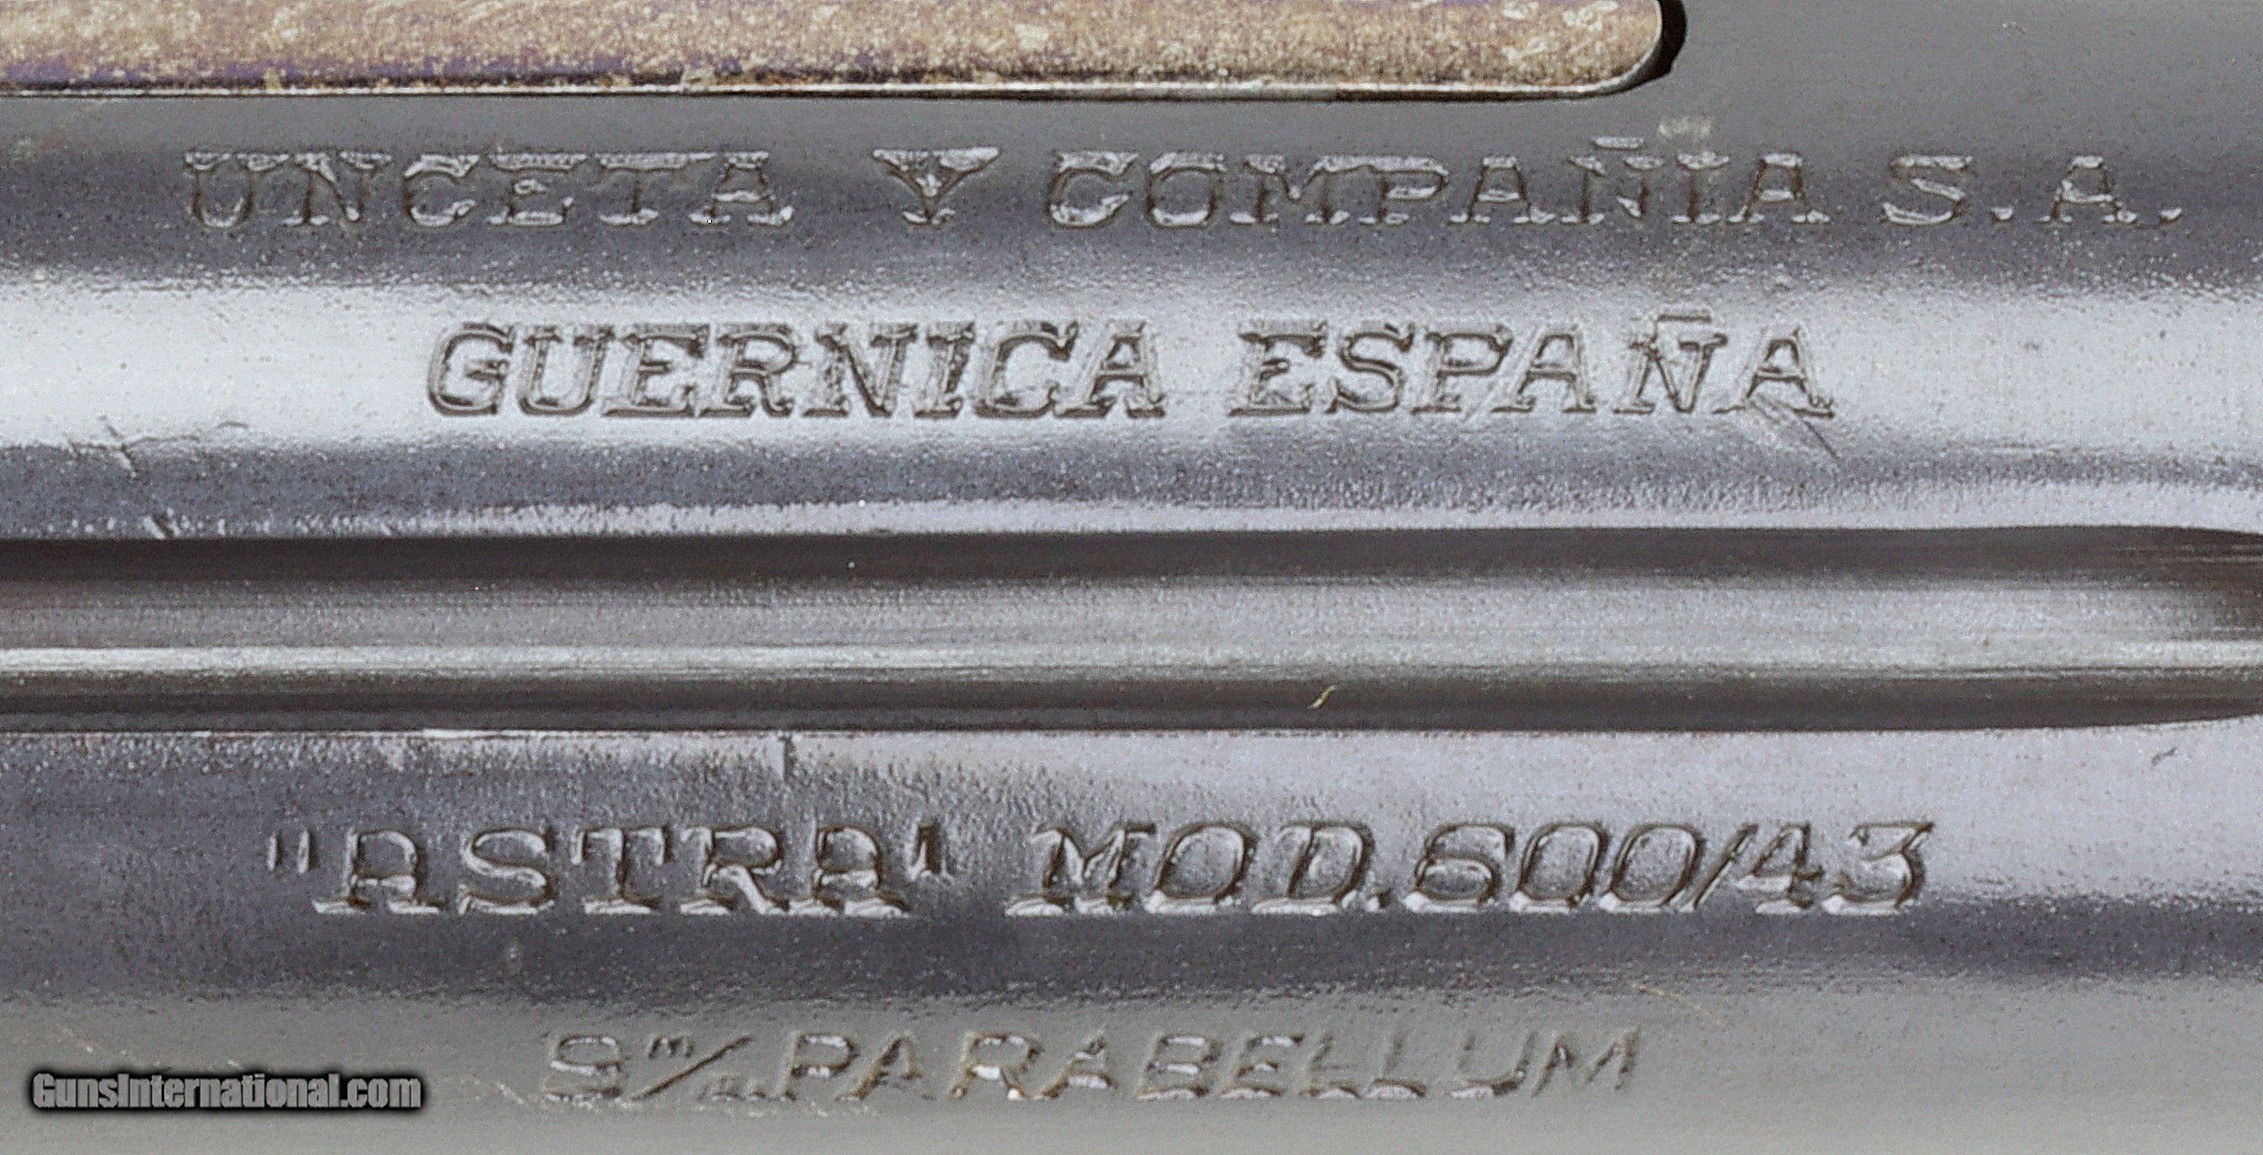 UNCETA Y COMPAÑIA S.A.
GUERNICA ESPAÑA
"ASTRA" MOD.600/43
9 m/m.PARABELLUM
GunsInternational.com